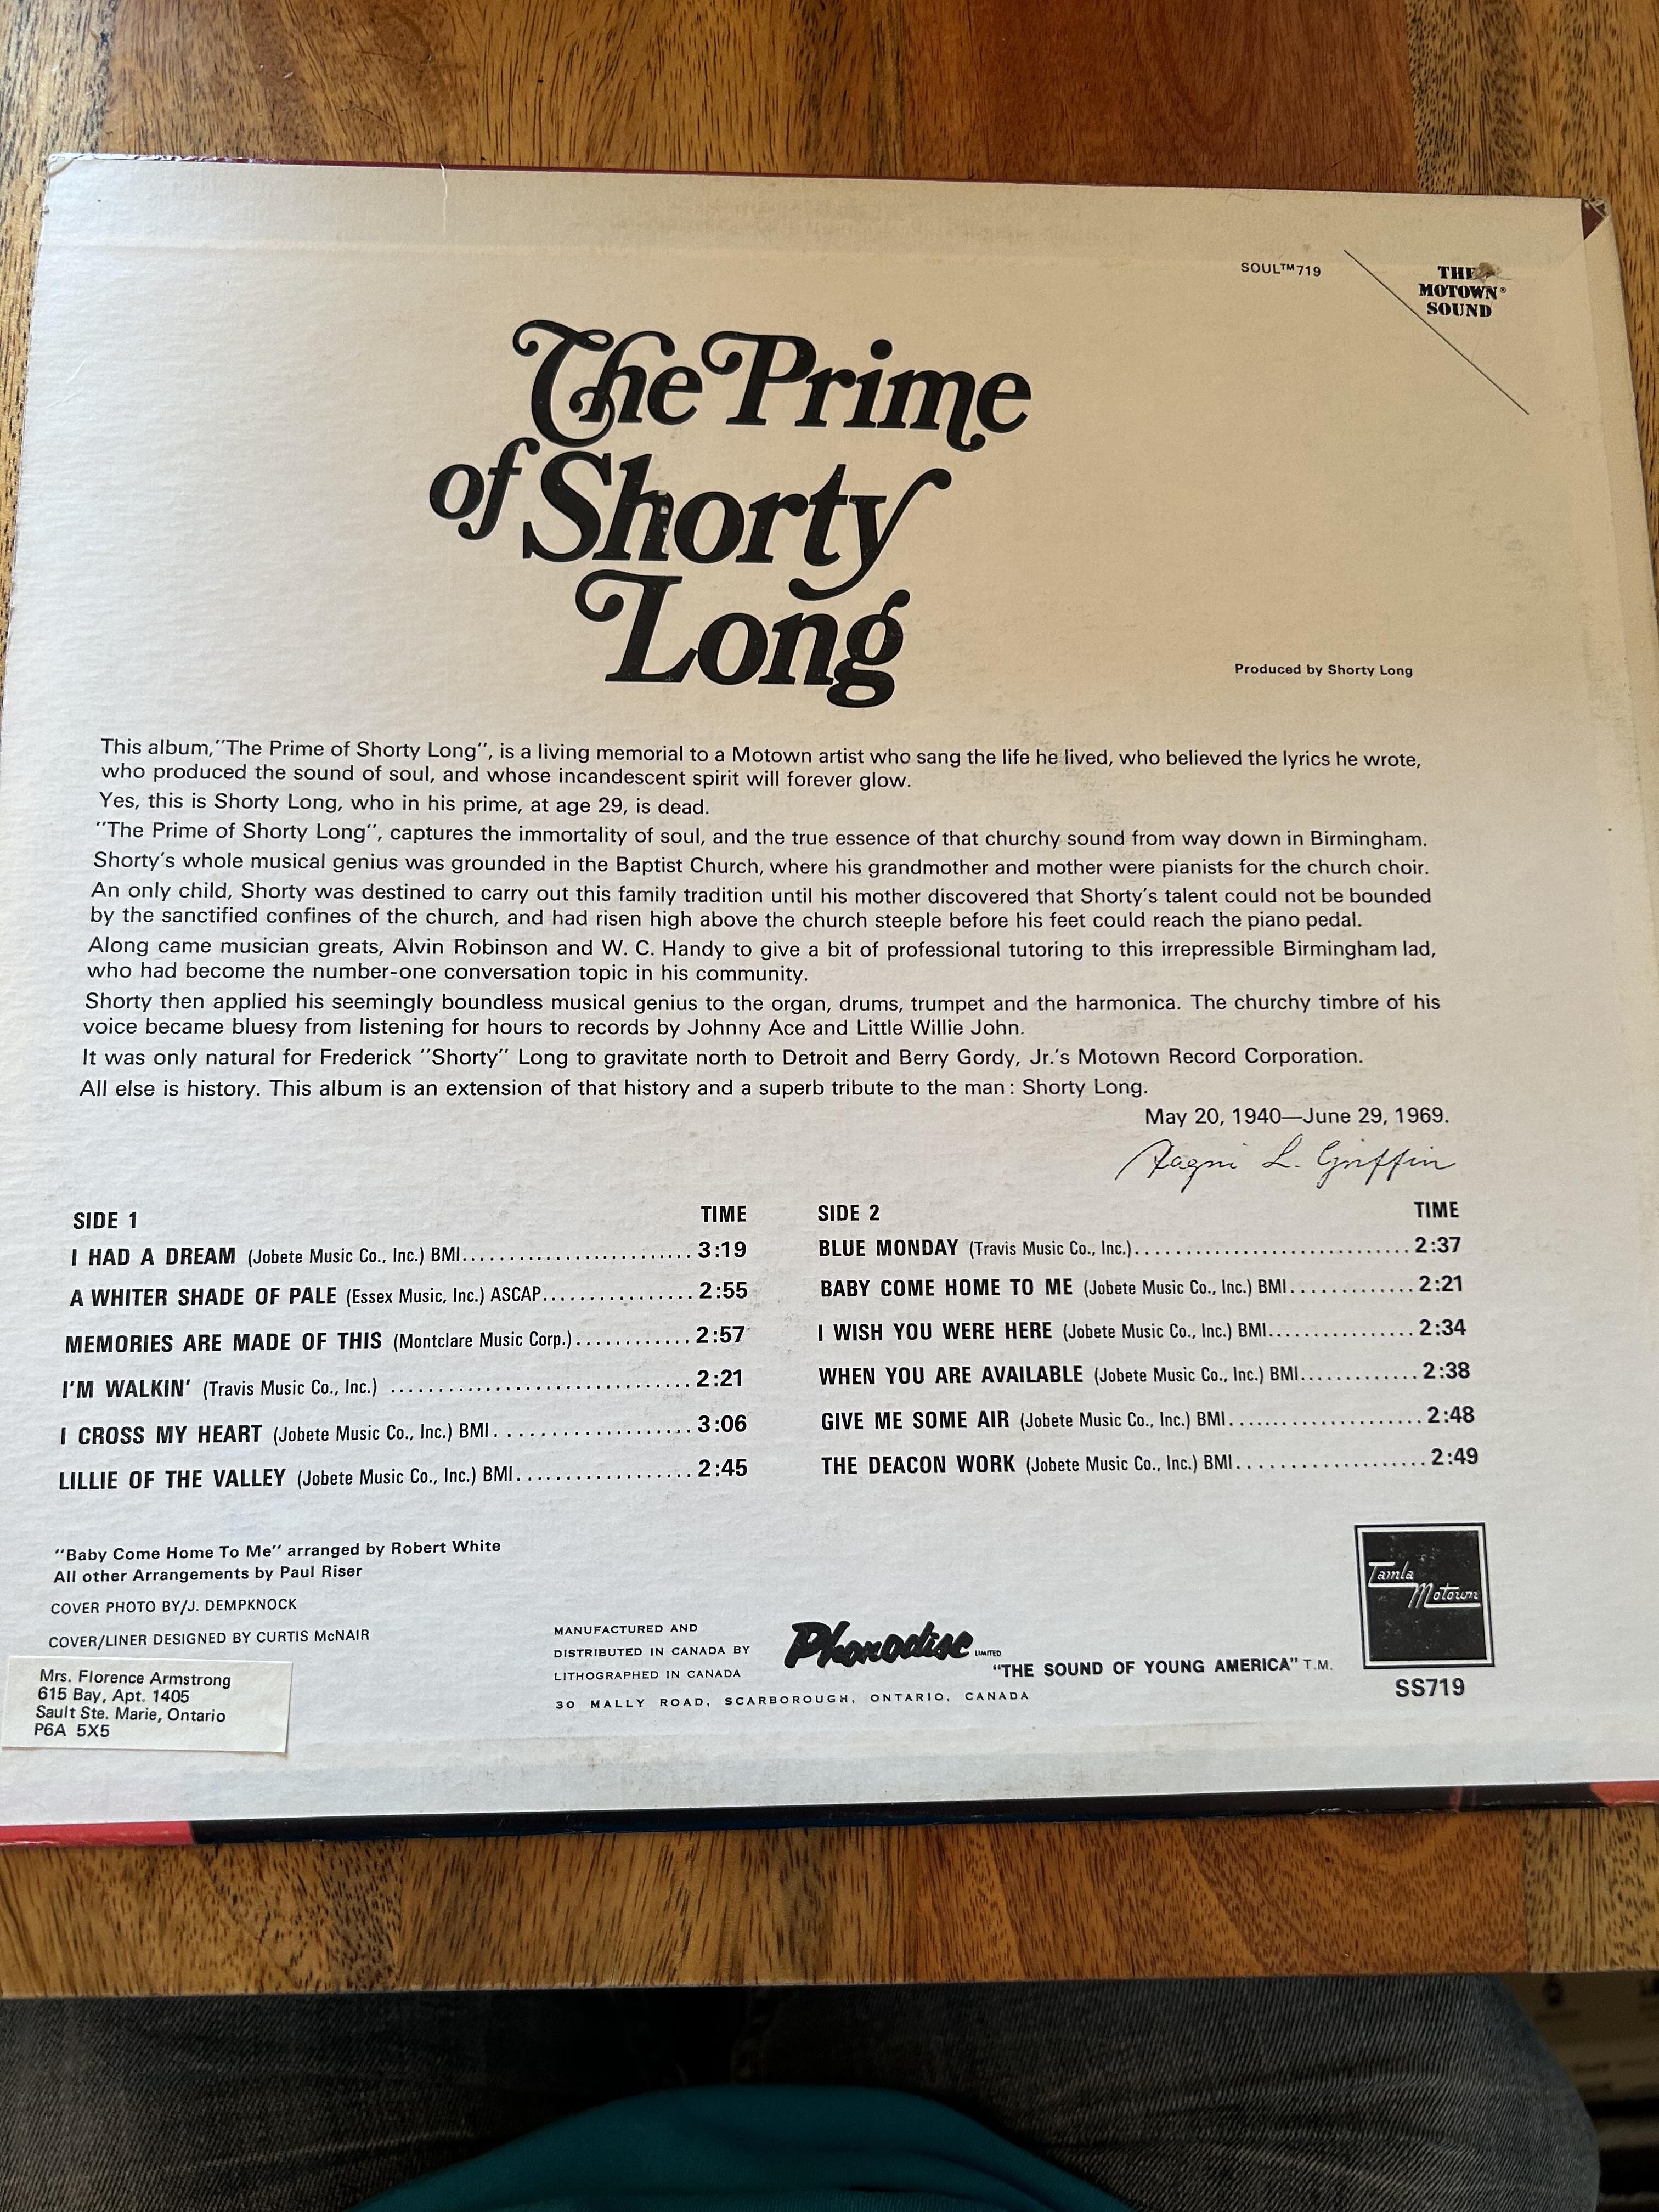 SOUL™719
THE
MOTOWN®
SOUND
The Prime
of Shorty
Long
Produced by Shorty Long
This album,"The Prime of Shorty Long", is a living memorial to a Motown artist who sang the life he lived, who believed the lyrics he wrote,
who produced the sound of soul, and whose incandescent spirit will forever glow.
Yes, this is Shorty Long, who in his prime, at age 29, is dead.
"The Prime of Shorty Long", captures the immortality of soul, and the true essence of that churchy sound from way down in Birmingham.
Shorty's whole musical genius was grounded in the Baptist Church, where his grandmother and mother were pianists for the church choir.
An only child, Shorty was destined to carry out this family tradition until his mother discovered that Shorty's talent could not be bounded
by the sanctified confines of the church, and had risen high above the church steeple before his feet could reach the piano pedal.
Along came musician greats, Alvin Robinson and W. C. Handy to give a bit of professional tutoring to this irrepressible Birmingham lad,
who had become the number-one conversation topic in his community.
Shorty then applied his seemingly boundless musical genius to the organ, drums, trumpet and the harmonica. The churchy timbre of his
voice became bluesy from listening for hours to records by Johnny Ace and Little Willie John.
It was only natural for Frederick "Shorty" Long to gravitate north to Detroit and Berry Gordy, Jr.'s Motown Record Corporation.
All else is history. This album is an extension of that history and a superb tribute to the man: Shorty Long.
May 20, 1940—June 29, 1969.
L. Griffin
SIDE 1 TIME
I HAD A DREAM (Jobete Music Co., Inc.) BMI........................3:19
A WHITER SHADE OF PALE (Essex Music, Inc.) ASCAP................2:55
MEMORIES ARE MADE OF THIS (Montclare Music Corp.)............2:57
I'M WALKIN' (Travis Music Co., Inc.) ...............................2:21
I CROSS MY HEART (Jobete Music Co., Inc.) BMI.....................3:06
LILLIE OF THE VALLEY (Jobete Music Co., Inc.) BMI...................2:45
SIDE 2 TIME
BLUE MONDAY (Travis Music Co., Inc.)............................2:37
BABY COME HOME TO ME (Jobete Music Co., Inc.) BMI.............2:21
I WISH YOU WERE HERE (Jobete Music Co., Inc.) BMI...............2:34
WHEN YOU ARE AVAILABLE (Jobete Music Co., Inc.) BMI............2:38
GIVE ME SOME AIR (Jobete Music Co., Inc.) BMI....................2:48
THE DEACON WORK (Jobete Music Co., Inc.) BMI...................2:49
"Baby Come Home To Me" arranged by Robert White
All other Arrangements by Paul Riser
COVER PHOTO BY/J. DEMPKNOCK
COVER/LINER DESIGNED BY CURTIS McNAIR
Mrs. Florence Armstrong
615 Bay, Apt. 1405
Sault Ste. Marie, Ontario
P6A 5X5
MANUFACTURED AND
DISTRIBUTED IN CANADA BY
LITHOGRAPHED IN CANADA
Phonodisc LIMITED
30 MALLY ROAD, SCARBOROUGH, ONTARIO, CANADA
"THE SOUND OF YOUNG AMERICA" T.M.
Tamla
Motown
SS719